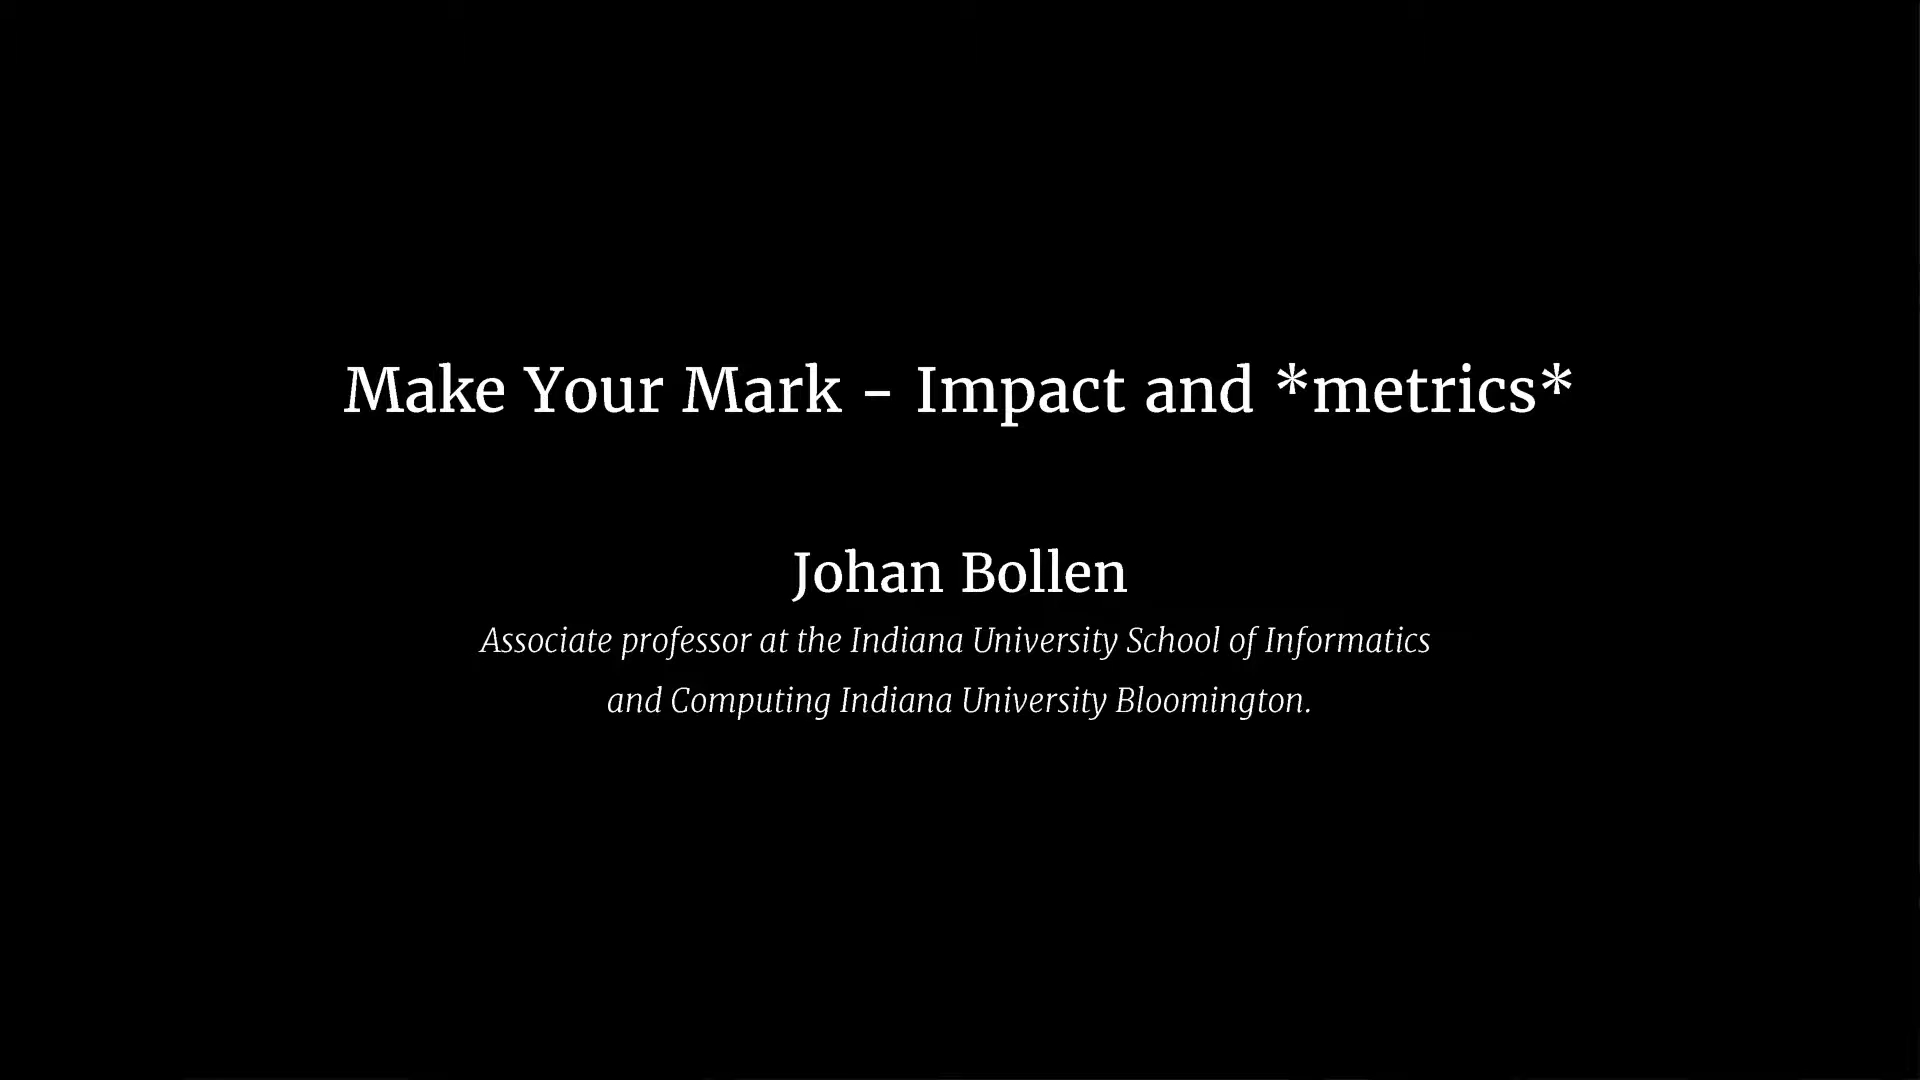 Make Your Mark - Impact and *metrics*
Johan Bollen
Associate professor at the Indiana University School of Informatics
and Computing Indiana University Bloomington.